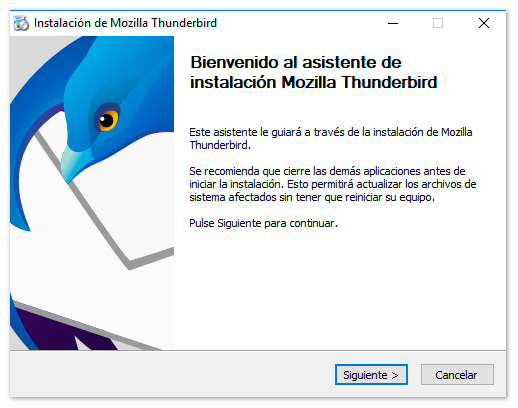 Instalación de Mozilla Thunderbird
Bienvenido al asistente de
instalación Mozilla Thunderbird
Este asistente le guiará a través de la instalación de Mozilla
Thunderbird.
Se recomienda que cierre las demás aplicaciones antes de
iniciar la instalación. Esto permitirá actualizar los archivos de
sistema afectados sin tener que reiniciar su equipo.
Pulse Siguiente para continuar.
Siguiente >
Cancelar